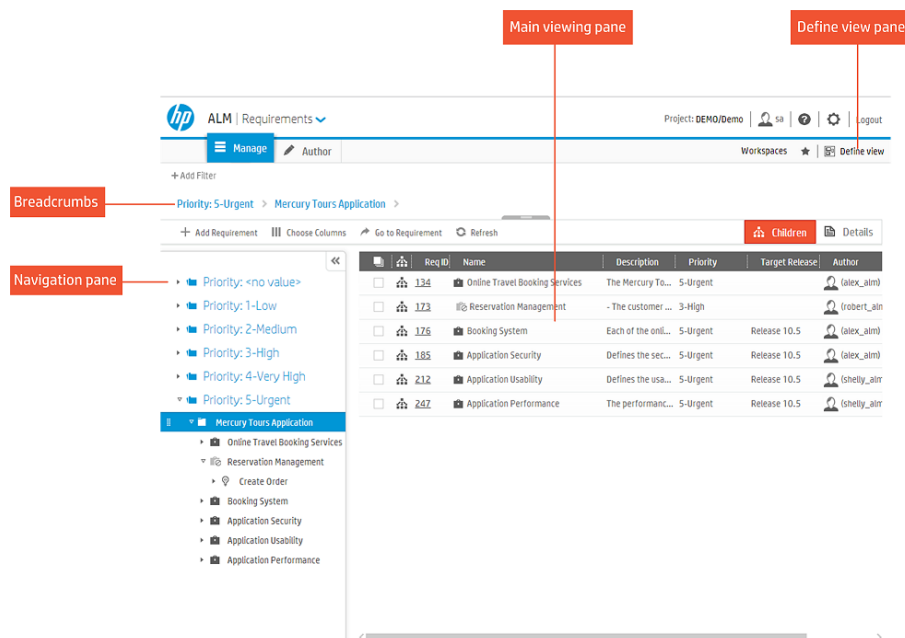 Main viewing pane
Define view pane
hp ALM | Requirements
Project: DEMO/Demo
sa
Logout
Manage
Author
Workspaces
Define view
+ Add Filter
Breadcrumbs
Priority: 5-Urgent > Mercury Tours Application >
+ Add Requirement
Choose Columns
Go to Requirement
Refresh
Children
Details
Navigation pane
Priority: <no value>
Priority: 1-Low
Priority: 2-Medium
Priority: 3-High
Priority: 4-Very High
Priority: 5-Urgent
Mercury Tours Application
Online Travel Booking Services
Reservation Management
Create Order
Booking System
Application Security
Application Usability
Application Performance
Req ID Name Description Priority Target Release Author
134 Online Travel Booking Services The Mercury To... 5-Urgent (alex_alm)
173 Reservation Management - The customer ... 3-High (robert_alm
176 Booking System Each of the onli... 5-Urgent Release 10.5 (alex_alm)
185 Application Security Defines the sec... 5-Urgent Release 10.5 (alex_alm)
212 Application Usability Defines the usa... 5-Urgent Release 10.5 (shelly_alm
247 Application Performance The performanc... 5-Urgent Release 10.5 (shelly_alm